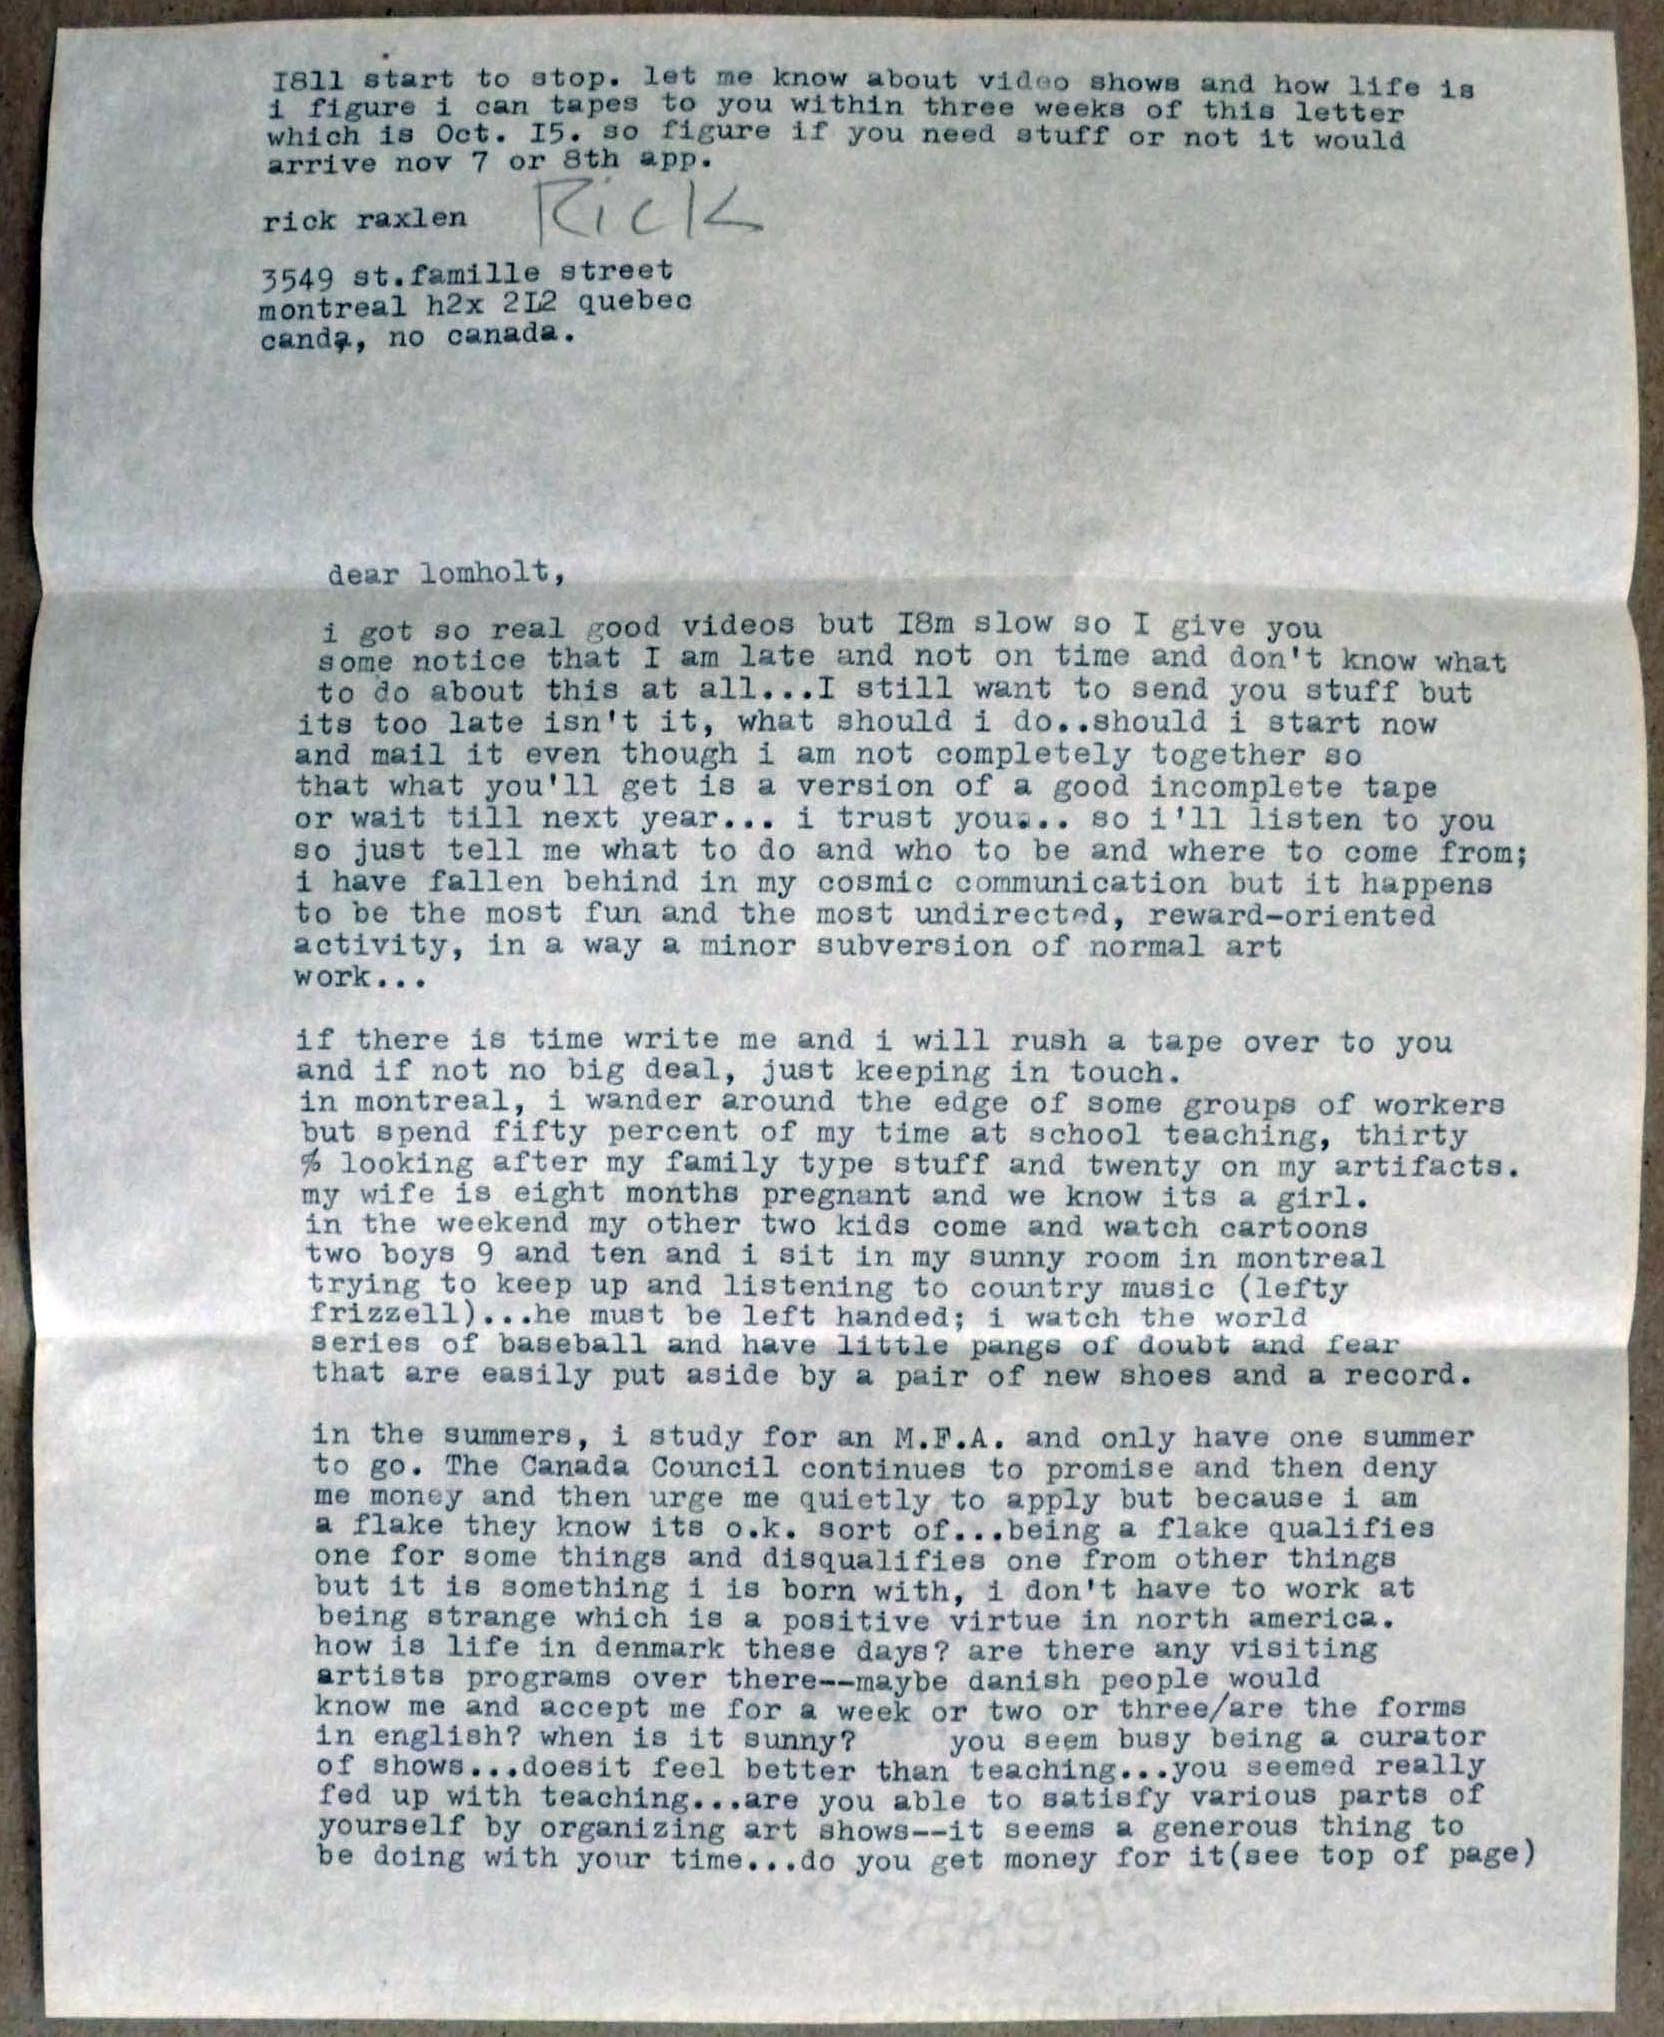 I8ll start to stop. let me know about video shows and how life is
i figure i can tapes to you within three weeks of this letter
which is Oct. I5. so figure if you need stuff or not it would
arrive nov 7 or 8th app.
rick raxlen Rick
3549 st.famille street
montreal h2x 2L2 quebec
canda, no canada.
dear lomholt,
i got so real good videos but I8m slow so I give you
some notice that I am late and not on time and don't know what
to do about this at all...I still want to send you stuff but
its too late isn't it, what should i do..should i start now
and mail it even though i am not completely together so
that what you'll get is a version of a good incomplete tape
or wait till next year... i trust you... so i'll listen to you
so just tell me what to do and who to be and where to come from;
i have fallen behind in my cosmic communication but it happens
to be the most fun and the most undirected, reward-oriented
activity, in a way a minor subversion of normal art
work...
if there is time write me and i will rush a tape over to you
and if not no big deal, just keeping in touch.
in montreal, i wander around the edge of some groups of workers
but spend fifty percent of my time at school teaching, thirty
% looking after my family type stuff and twenty on my artifacts.
my wife is eight months pregnant and we know its a girl.
in the weekend my other two kids come and watch cartoons
two boys 9 and ten and i sit in my sunny room in montreal
trying to keep up and listening to country music (lefty
frizzell)...he must be left handed; i watch the world
series of baseball and have little pangs of doubt and fear
that are easily put aside by a pair of new shoes and a record.
in the summers, i study for an M.F.A. and only have one summer
to go. The Canada Council continues to promise and then deny
me money and then urge me quietly to apply but because i am
a flake they know its o.k. sort of...being a flake qualifies
one for some things and disqualifies one from other things
but it is something i is born with, i don't have to work at
being strange which is a positive virtue in north america.
how is life in denmark these days? are there any visiting
artists programs over there--maybe danish people would
know me and accept me for a week or two or three/are the forms
in english? when is it sunny? you seem busy being a curator
of shows...doesit feel better than teaching...you seemed really
fed up with teaching...are you able to satisfy various parts of
yourself by organizing art shows--it seems a generous thing to
be doing with your time...do you get money for it(see top of page)